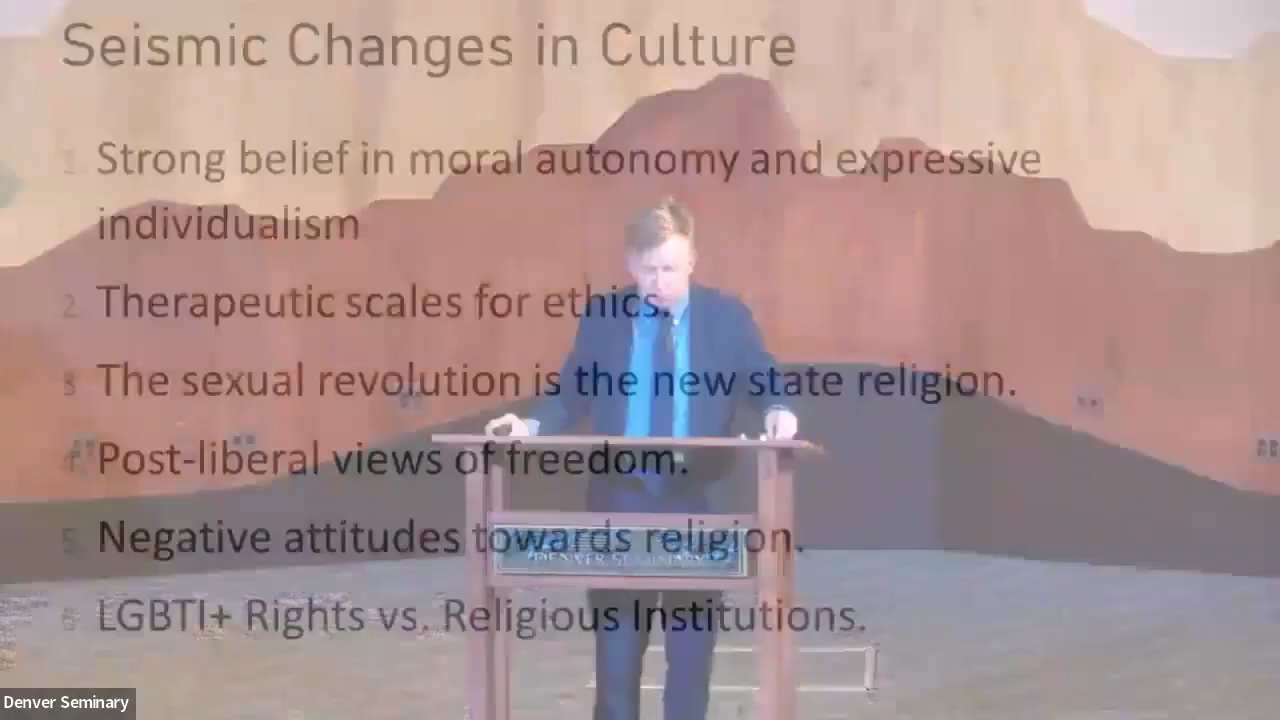 Seismic Changes in Culture
1. Strong belief in moral autonomy and expressive
individualism
2. Therapeutic scales for ethics.
3 The sexual revolution is the new state religion.
4. Post-liberal views of freedom.
5 Negative attitudes towards religion.
6 LGBTI+ Rights vs. Religious Institutions.
DENVER SEMINARY
Denver Seminary